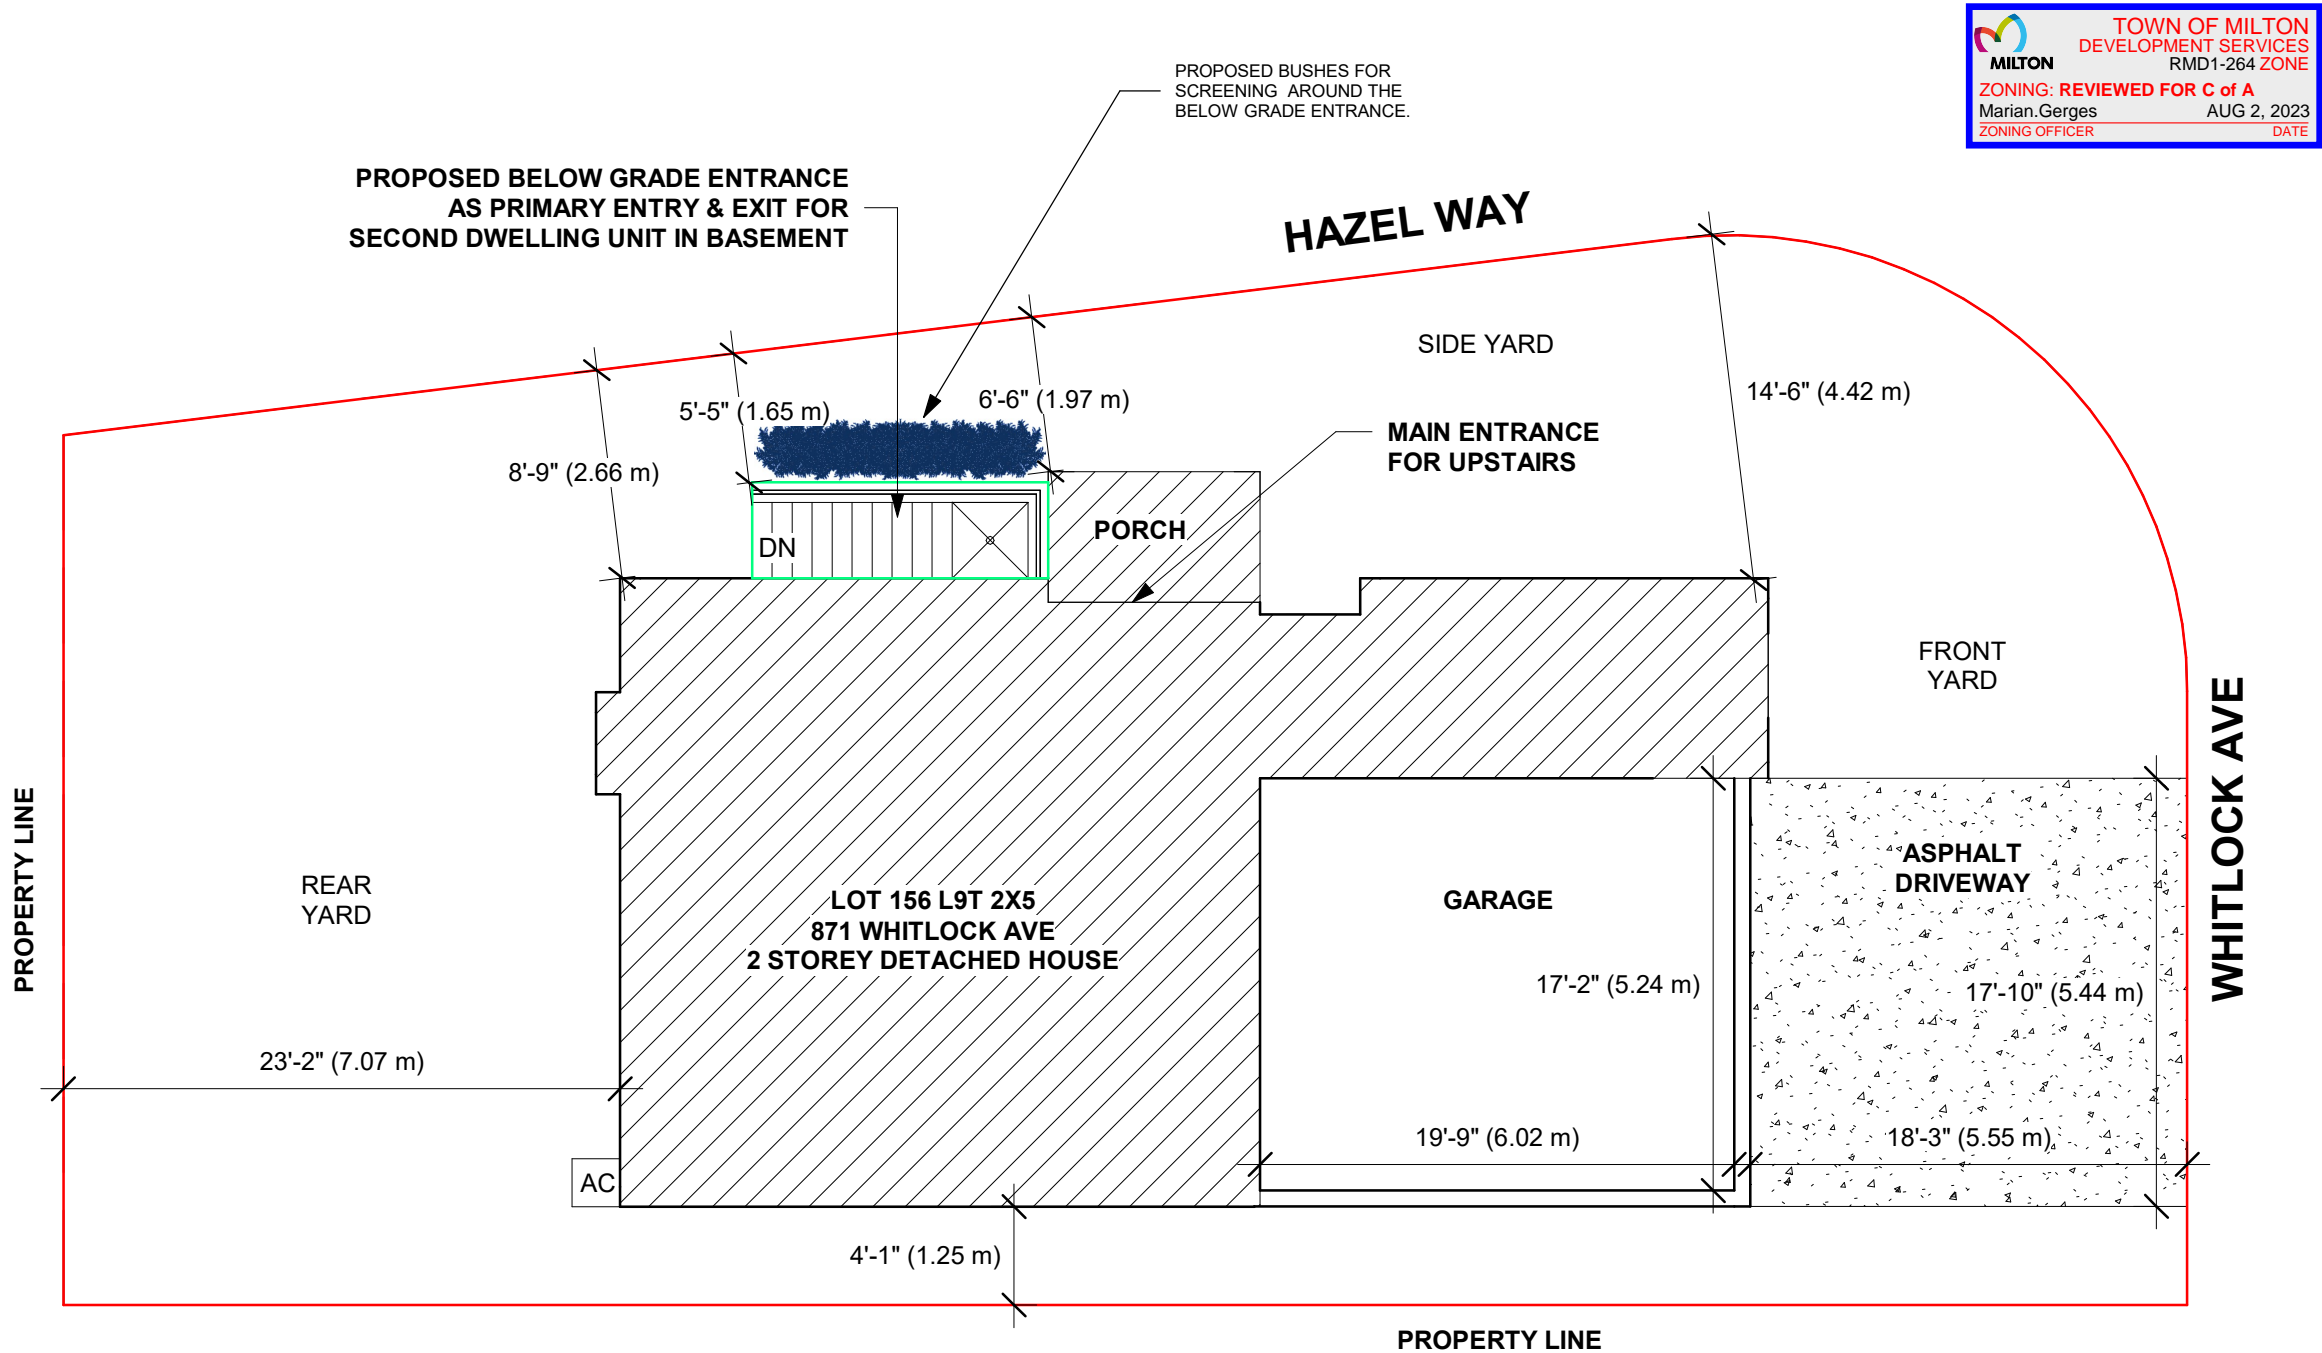 TOWN OF MILTON
DEVELOPMENT SERVICES
MILTON
RMD1-264 ZONE
ZONING: REVIEWED FOR C of A
Marian.Gerges AUG 2, 2023
ZONING OFFICER DATE
PROPOSED BUSHES FOR
SCREENING AROUND THE
BELOW GRADE ENTRANCE.
PROPOSED BELOW GRADE ENTRANCE
AS PRIMARY ENTRY & EXIT FOR
SECOND DWELLING UNIT IN BASEMENT
HAZEL WAY
SIDE YARD
14'-6" (4.42 m)
5'-5" (1.65 m)
6'-6" (1.97 m)
8'-9" (2.66 m)
MAIN ENTRANCE
FOR UPSTAIRS
PORCH
DN
FRONT
YARD
WHITLOCK AVE
PROPERTY LINE
REAR
YARD
LOT 156 L9T 2X5
871 WHITLOCK AVE
2 STOREY DETACHED HOUSE
GARAGE
ASPHALT
DRIVEWAY
17'-2" (5.24 m)
17'-10" (5.44 m)
23'-2" (7.07 m)
19'-9" (6.02 m)
18'-3" (5.55 m)
AC
4'-1" (1.25 m)
PROPERTY LINE